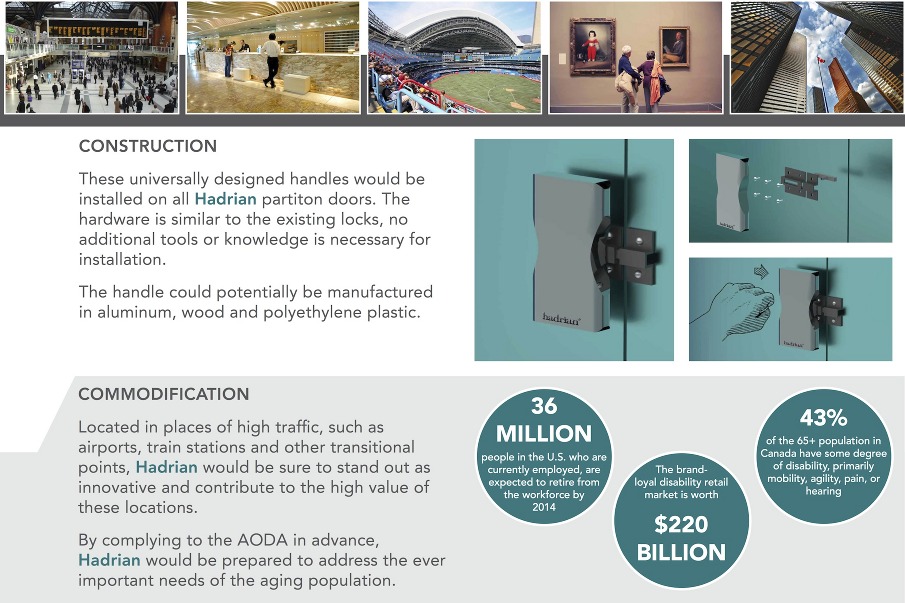 CONSTRUCTION
These universally designed handles would be
installed on all Hadrian partiton doors. The
hardware is similar to the existing locks, no
additional tools or knowledge is necessary for
installation.
The handle could potentially be manufactured
in aluminum, wood and polyethylene plastic.
hadrian
hadrian
hadrian
COMMODIFICATION
Located in places of high traffic, such as
airports, train stations and other transitional
points, Hadrian would be sure to stand out as
innovative and contribute to the high value of
these locations.
By complying to the AODA in advance,
Hadrian would be prepared to address the ever
important needs of the aging population.
36
MILLION
people in the U.S. who are
currently employed, are
expected to retire from
the workforce by
2014
The brand-
loyal disability retail
market is worth
$220
BILLION
43%
of the 65+ population in
Canada have some degree
of disability, primarily
mobility, agility, pain, or
hearing